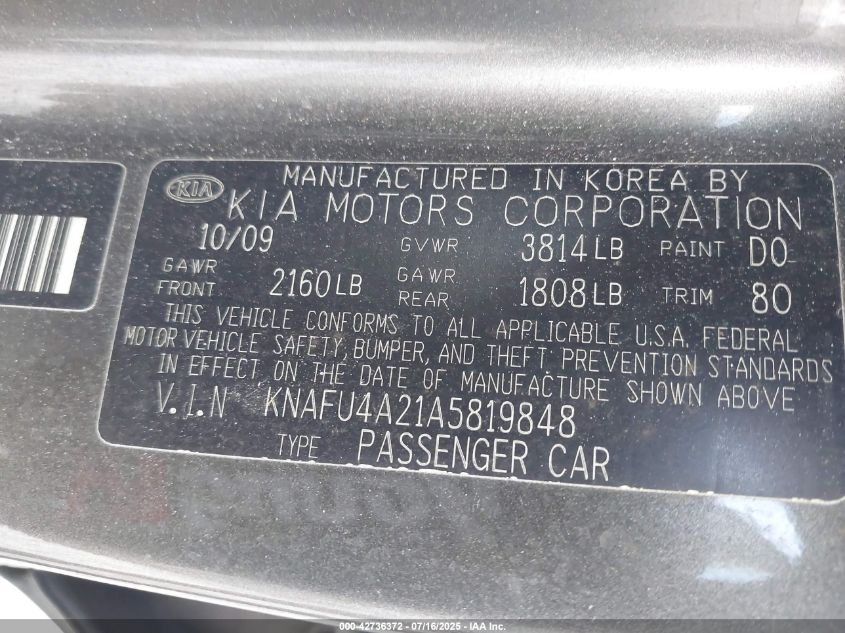 MANUFACTURED IN KOREA BY
KIA KIA MOTORS CORPORATION
10/09 GVWR 3814LB PAINT D0
GAWR FRONT 2160LB GAWR REAR 1808LB TRIM 80
THIS VEHICLE CONFORMS TO ALL APPLICABLE U.S.A. FEDERAL
MOTOR VEHICLE SAFETY, BUMPER, AND THEFT PREVENTION STANDARDS
IN EFFECT ON THE DATE OF MANUFACTURE SHOWN ABOVE
V.I.N KNAFU4A21A5819848
TYPE PASSENGER CAR
000-42736372 - 07/16/2025 - IAA Inc.